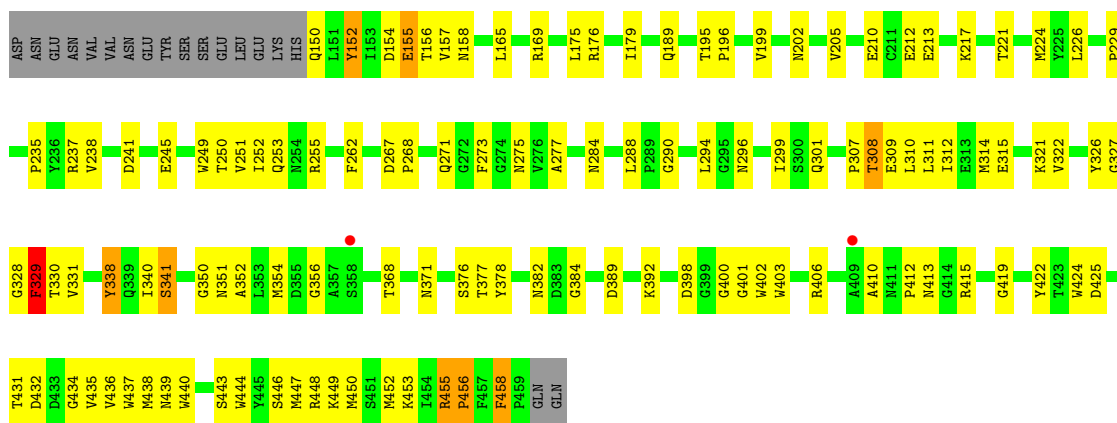 ASP ASN GLU ASN VAL VAL ASN GLU TYR SER SER GLU LEU GLU LYS HIS Q150 L151 Y152 I153 D154 E155 T156 V157 N158 L165 R169 L175 R176 I179 Q189 T195 P196 V199 N202 V205 E210 C211 E212 E213 K217 T221 M224 Y225 L226 P229
P235 Y236 R237 V238 D241 E245 W249 T250 V251 I252 Q253 N254 R255 F262 D267 P268 Q271 G272 F273 G274 N275 V276 A277 N284 L288 P289 G290 L294 G295 N296 I299 S300 Q301 P307 T308 E309 L310 L311 I312 E313 M314 E315 K321 V322 Y326 G327
G328 F329 T330 V331 Y338 Q339 I340 S341 G350 N351 A352 L353 M354 D355 G356 A357 S358 T368 N371 S376 T377 Y378 N382 D383 G384 D389 K392 D398 G399 G400 G401 W402 W403 R406 A409 A410 N411 P412 N413 G414 R415 G419 Y422 T423 W424 D425
T431 D432 D433 G434 V435 V436 W437 M438 N439 W440 S443 W444 Y445 S446 M447 R448 K449 M450 S451 M452 K453 I454 R455 P456 F457 F458 P459 GLN GLN